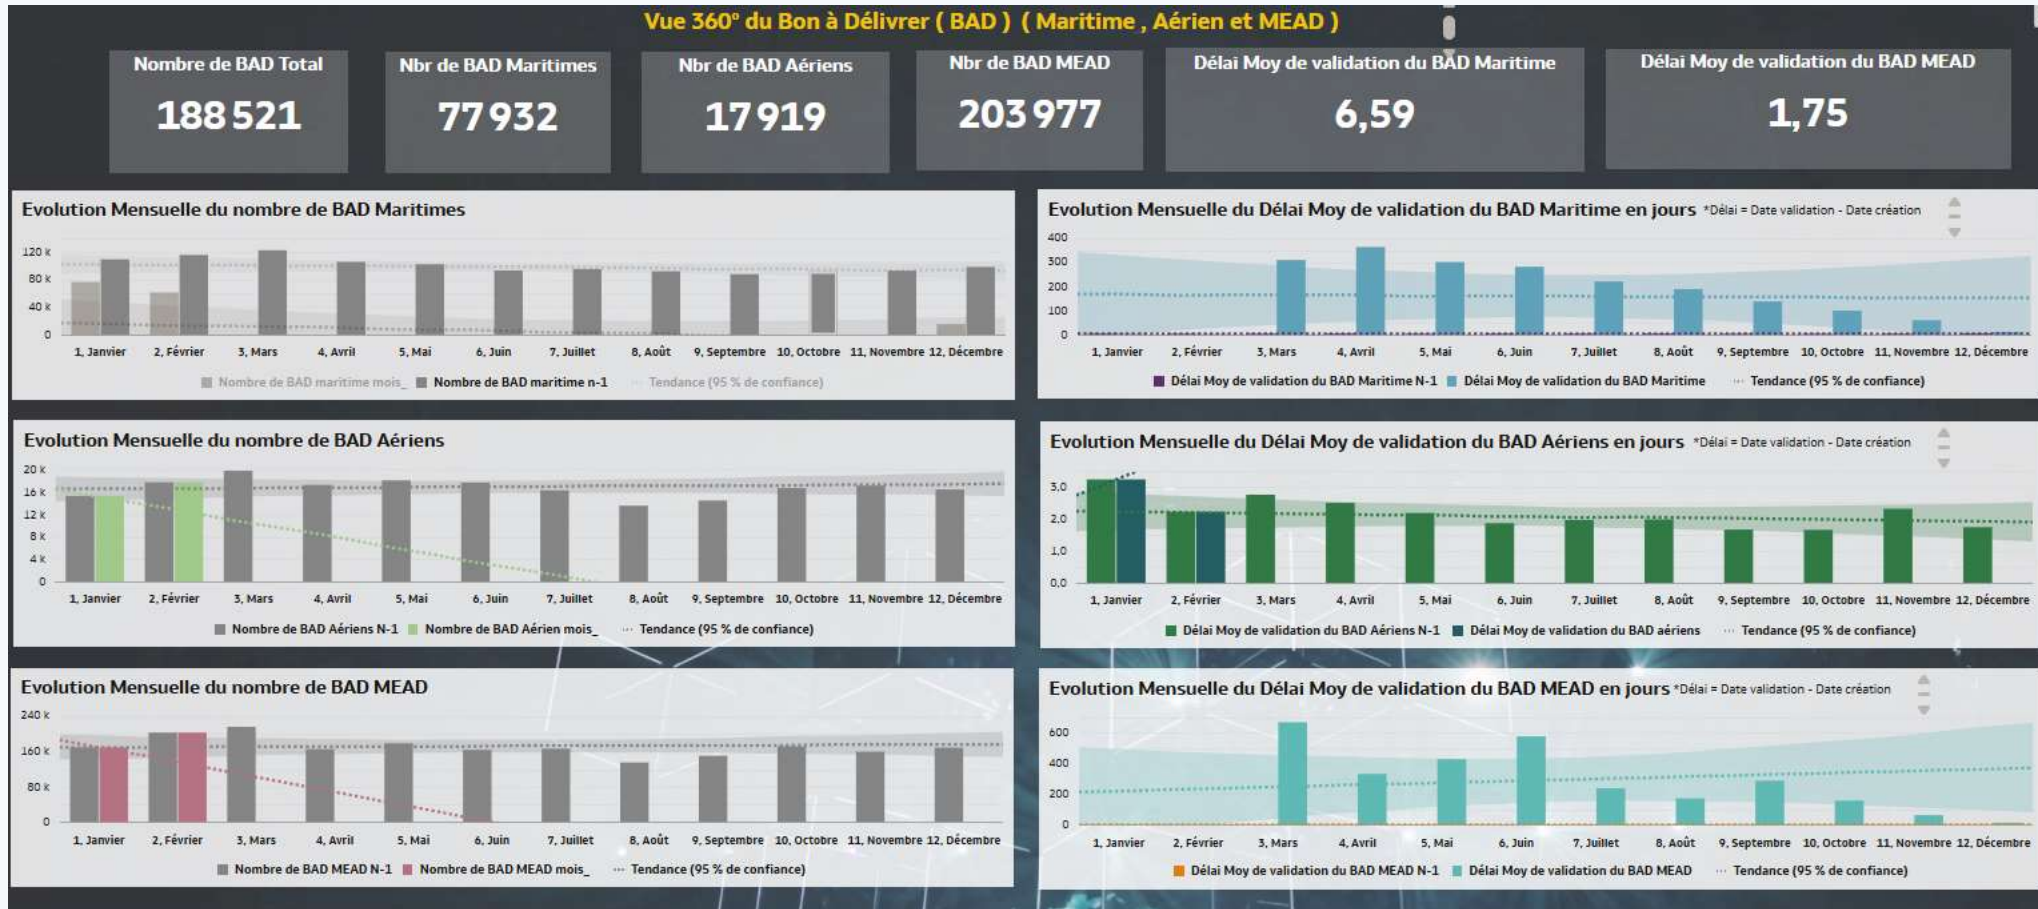 Vue 360° du Bon à Délivrer ( BAD ) ( Maritime , Aérien et MEAD )
Nombre de BAD Total
188 521
Nbr de BAD Maritimes
77 932
Nbr de BAD Aériens
17 919
Nbr de BAD MEAD
203 977
Délai Moy de validation du BAD Maritime
6,59
Délai Moy de validation du BAD MEAD
1,75
Evolution Mensuelle du nombre de BAD Maritimes
120 k
80 k
40 k
0
1, Janvier 2, Février 3, Mars 4, Avril 5, Mai 6, Juin 7, Juillet 8, Août 9, Septembre 10, Octobre 11, Novembre 12, Décembre
Nombre de BAD maritime mois_ Nombre de BAD maritime n-1 Tendance (95 % de confiance)
Evolution Mensuelle du Délai Moy de validation du BAD Maritime en jours *Délai = Date validation - Date création
400
300
200
100
0
1, Janvier 2, Février 3, Mars 4, Avril 5, Mai 6, Juin 7, Juillet 8, Août 9, Septembre 10, Octobre 11, Novembre 12, Décembre
Délai Moy de validation du BAD Maritime N-1 Délai Moy de validation du BAD Maritime Tendance (95 % de confiance)
Evolution Mensuelle du nombre de BAD Aériens
20 k
16 k
12 k
8 k
4 k
0
1, Janvier 2, Février 3, Mars 4, Avril 5, Mai 6, Juin 7, Juillet 8, Août 9, Septembre 10, Octobre 11, Novembre 12, Décembre
Nombre de BAD Aériens N-1 Nombre de BAD Aérien mois_ Tendance (95 % de confiance)
Evolution Mensuelle du Délai Moy de validation du BAD Aériens en jours *Délai = Date validation - Date création
3,0
2,0
1,0
0,0
1, Janvier 2, Février 3, Mars 4, Avril 5, Mai 6, Juin 7, Juillet 8, Août 9, Septembre 10, Octobre 11, Novembre 12, Décembre
Délai Moy de validation du BAD Aériens N-1 Délai Moy de validation du BAD aériens Tendance (95 % de confiance)
Evolution Mensuelle du nombre de BAD MEAD
240 k
160 k
80 k
0
1, Janvier 2, Février 3, Mars 4, Avril 5, Mai 6, Juin 7, Juillet 8, Août 9, Septembre 10, Octobre 11, Novembre 12, Décembre
Nombre de BAD MEAD N-1 Nombre de BAD MEAD mois_ Tendance (95 % de confiance)
Evolution Mensuelle du Délai Moy de validation du BAD MEAD en jours *Délai = Date validation - Date création
600
400
200
0
1, Janvier 2, Février 3, Mars 4, Avril 5, Mai 6, Juin 7, Juillet 8, Août 9, Septembre 10, Octobre 11, Novembre 12, Décembre
Délai Moy de validation du BAD MEAD N-1 Délai Moy de validation du BAD MEAD Tendance (95 % de confiance)